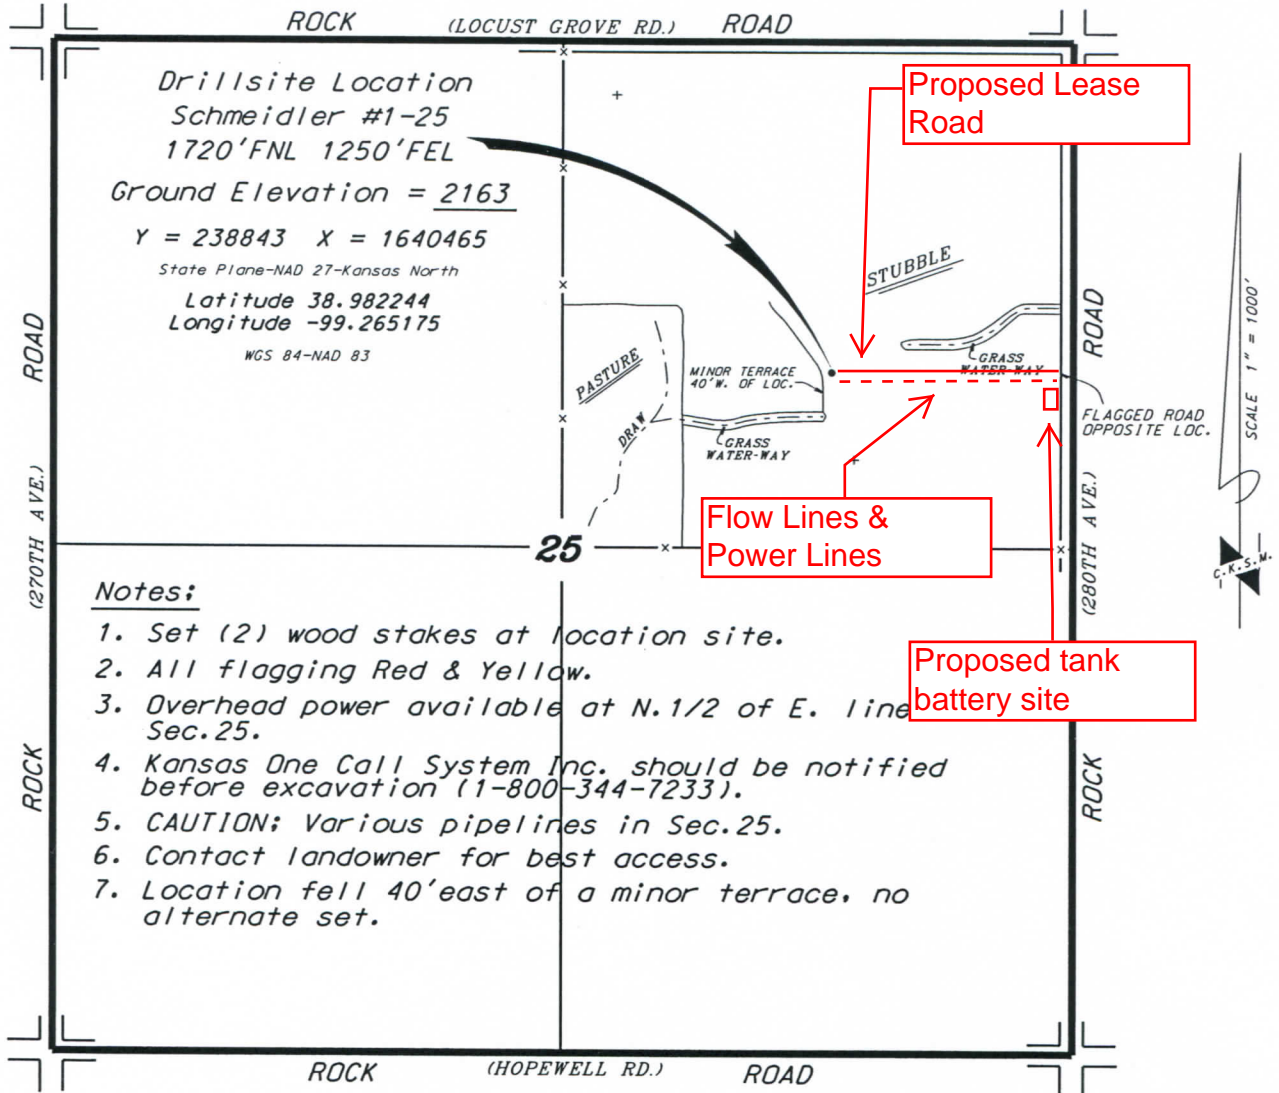 ROCK (LOCUST GROVE RD.) ROAD
Drillsite Location
Schmeidler #1-25
1720'FNL 1250'FEL
Ground Elevation = 2163
Y = 238843 X = 1640465
State Plane-NAD 27-Kansas North
Latitude 38.982244
Longitude -99.265175
WGS 84-NAD 83
Proposed Lease
Road
STUBBLE
PASTURE
DRAW
MINOR TERRACE
40'W. OF LOC.
GRASS
WATER-WAY
GRASS
WATER-WAY
FLAGGED ROAD
OPPOSITE LOC.
Flow Lines &
Power Lines
Proposed tank
battery site
25
ROAD
(270TH AVE.)
ROCK
ROAD
(280TH AVE.)
ROCK
SCALE 1" = 1000'
C.K.S.M.
Notes:
1. Set (2) wood stakes at location site.
2. All flagging Red & Yellow.
3. Overhead power available at N.1/2 of E. line
Sec.25.
4. Kansas One Call System Inc. should be notified
before excavation (1-800-344-7233).
5. CAUTION: Various pipelines in Sec.25.
6. Contact landowner for best access.
7. Location fell 40'east of a minor terrace, no
alternate set.
ROCK (HOPEWELL RD.) ROAD